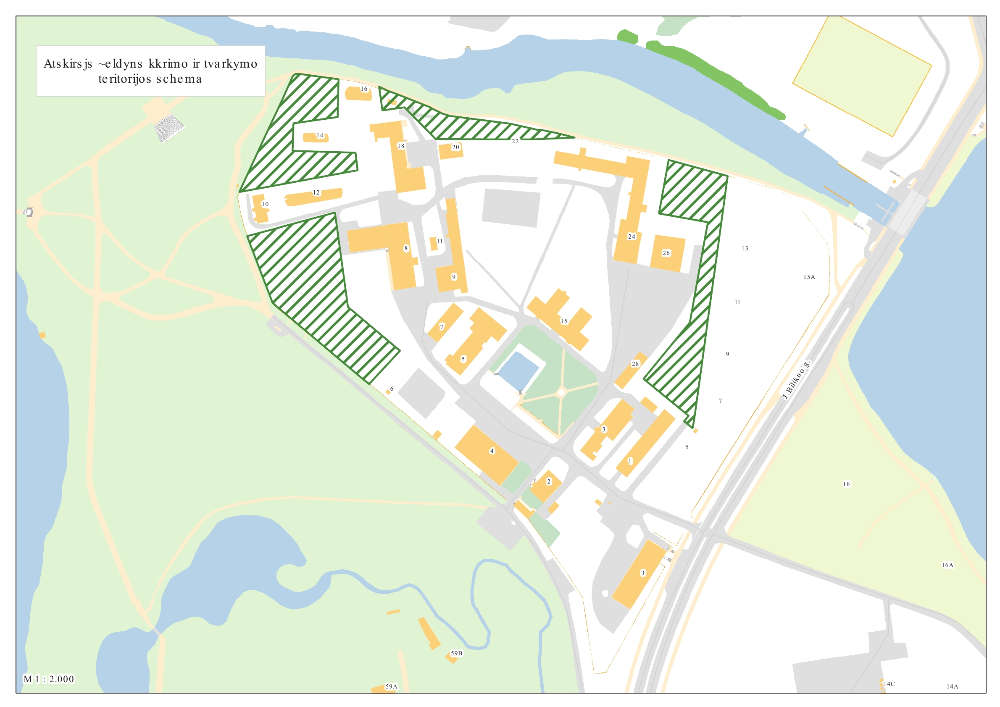 Atskirsjs ~eldyns kkrimo ir tvarkymo
teritorijos schema
16
14
18
20
22
12
10
8
11
9
24
26
13
15A
11
15
7
5
28
9
6
7
3
4
5
1
2
J.Bilikno g.
16
16A
3
59B
59A
14C
14A
M 1 : 2.000